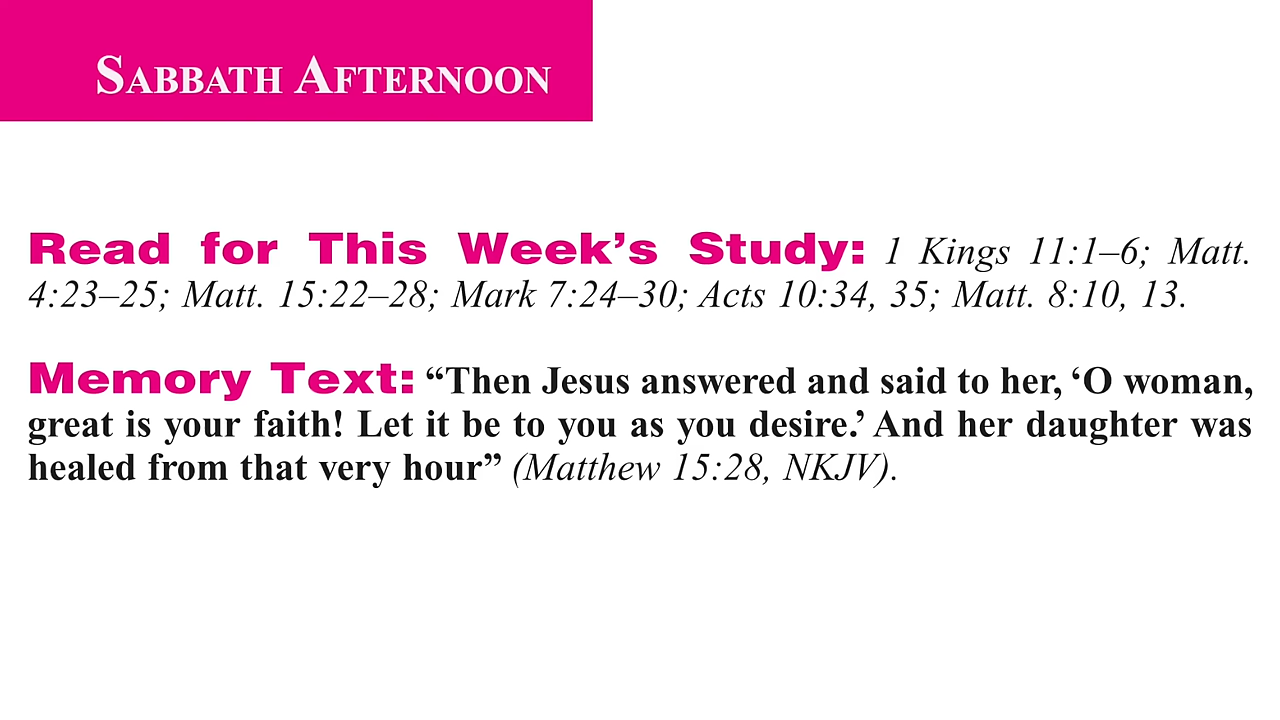 SABBATH AFTERNOON
Read for This Week’s Study: 1 Kings 11:1–6; Matt.
4:23–25; Matt. 15:22–28; Mark 7:24–30; Acts 10:34, 35; Matt. 8:10, 13.
Memory Text: “Then Jesus answered and said to her, ‘O woman,
great is your faith! Let it be to you as you desire.’ And her daughter was
healed from that very hour” (Matthew 15:28, NKJV).